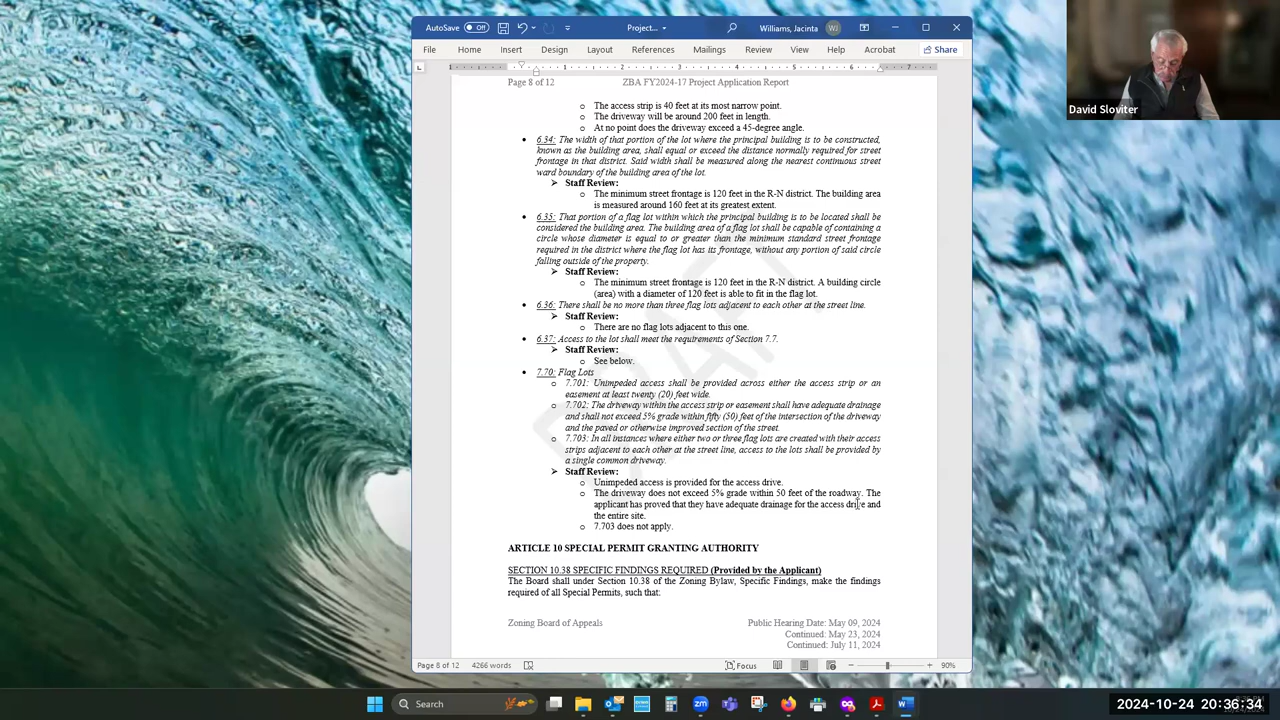 AutoSave Off Project... Williams, Jacinta WJ
File Home Insert Design Layout References Mailings Review View Help Acrobat Share
1 1 2 3 4 5 6 7
Page 8 of 12 ZBA FY2024-17 Project Application Report
o The access strip is 40 feet at its most narrow point.
o The driveway will be around 200 feet in length.
o At no point does the driveway exceed a 45-degree angle.
• 6.34: The width of that portion of the lot where the principal building is to be constructed,
known as the building area, shall equal or exceed the distance normally required for street
frontage in that district. Said width shall be measured along the nearest continuous street
ward boundary of the building area of the lot.
➢ Staff Review:
o The minimum street frontage is 120 feet in the R-N district. The building area
is measured around 160 feet at its greatest extent.
• 6.35: That portion of a flag lot within which the principal building is to be located shall be
considered the building area. The building area of a flag lot shall be capable of containing a
circle whose diameter is equal to or greater than the minimum standard street frontage
required in the district where the flag lot has its frontage, without any portion of said circle
falling outside of the property.
➢ Staff Review:
o The minimum street frontage is 120 feet in the R-N district. A building circle
(area) with a diameter of 120 feet is able to fit in the flag lot.
• 6.36: There shall be no more than three flag lots adjacent to each other at the street line.
➢ Staff Review:
o There are no flag lots adjacent to this one.
• 6.37: Access to the lot shall meet the requirements of Section 7.7.
➢ Staff Review:
o See below.
• 7.70: Flag Lots
o 7.701: Unimpeded access shall be provided across either the access strip or an
easement at least twenty (20) feet wide.
o 7.702: The driveway within the access strip or easement shall have adequate drainage
and shall not exceed 5% grade within fifty (50) feet of the intersection of the driveway
and the paved or otherwise improved section of the street.
o 7.703: In all instances where either two or three flag lots are created with their access
strips adjacent to each other at the street line, access to the lots shall be provided by
a single common driveway.
➢ Staff Review:
o Unimpeded access is provided for the access drive.
o The driveway does not exceed 5% grade within 50 feet of the roadway. The
applicant has proved that they have adequate drainage for the access drive and
the entire site.
o 7.703 does not apply.
ARTICLE 10 SPECIAL PERMIT GRANTING AUTHORITY
SECTION 10.38 SPECIFIC FINDINGS REQUIRED (Provided by the Applicant)
The Board shall under Section 10.38 of the Zoning Bylaw, Specific Findings, make the findings
required of all Special Permits, such that:
Zoning Board of Appeals Public Hearing Date: May 09, 2024
Continued: May 23, 2024
Continued: July 11, 2024
DRAFT
Page 8 of 12 4266 words Focus 90%
David Sloviter
Search
2024-10-24 20:36:34